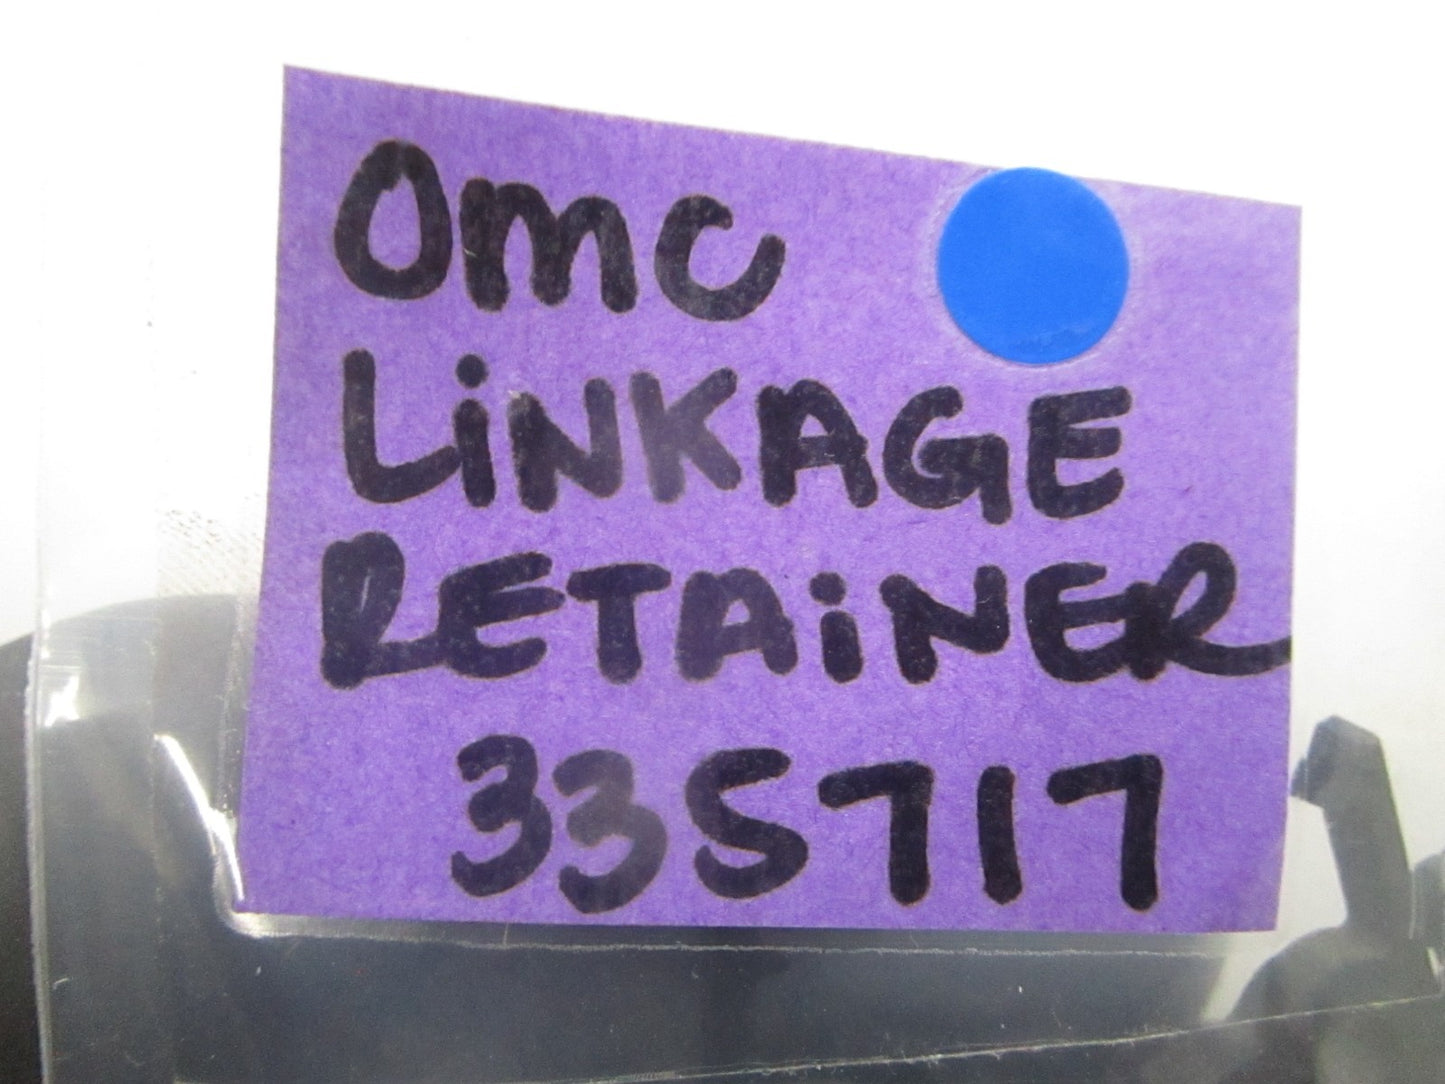 OMC
LiNKAGE
RETAiNER
335717